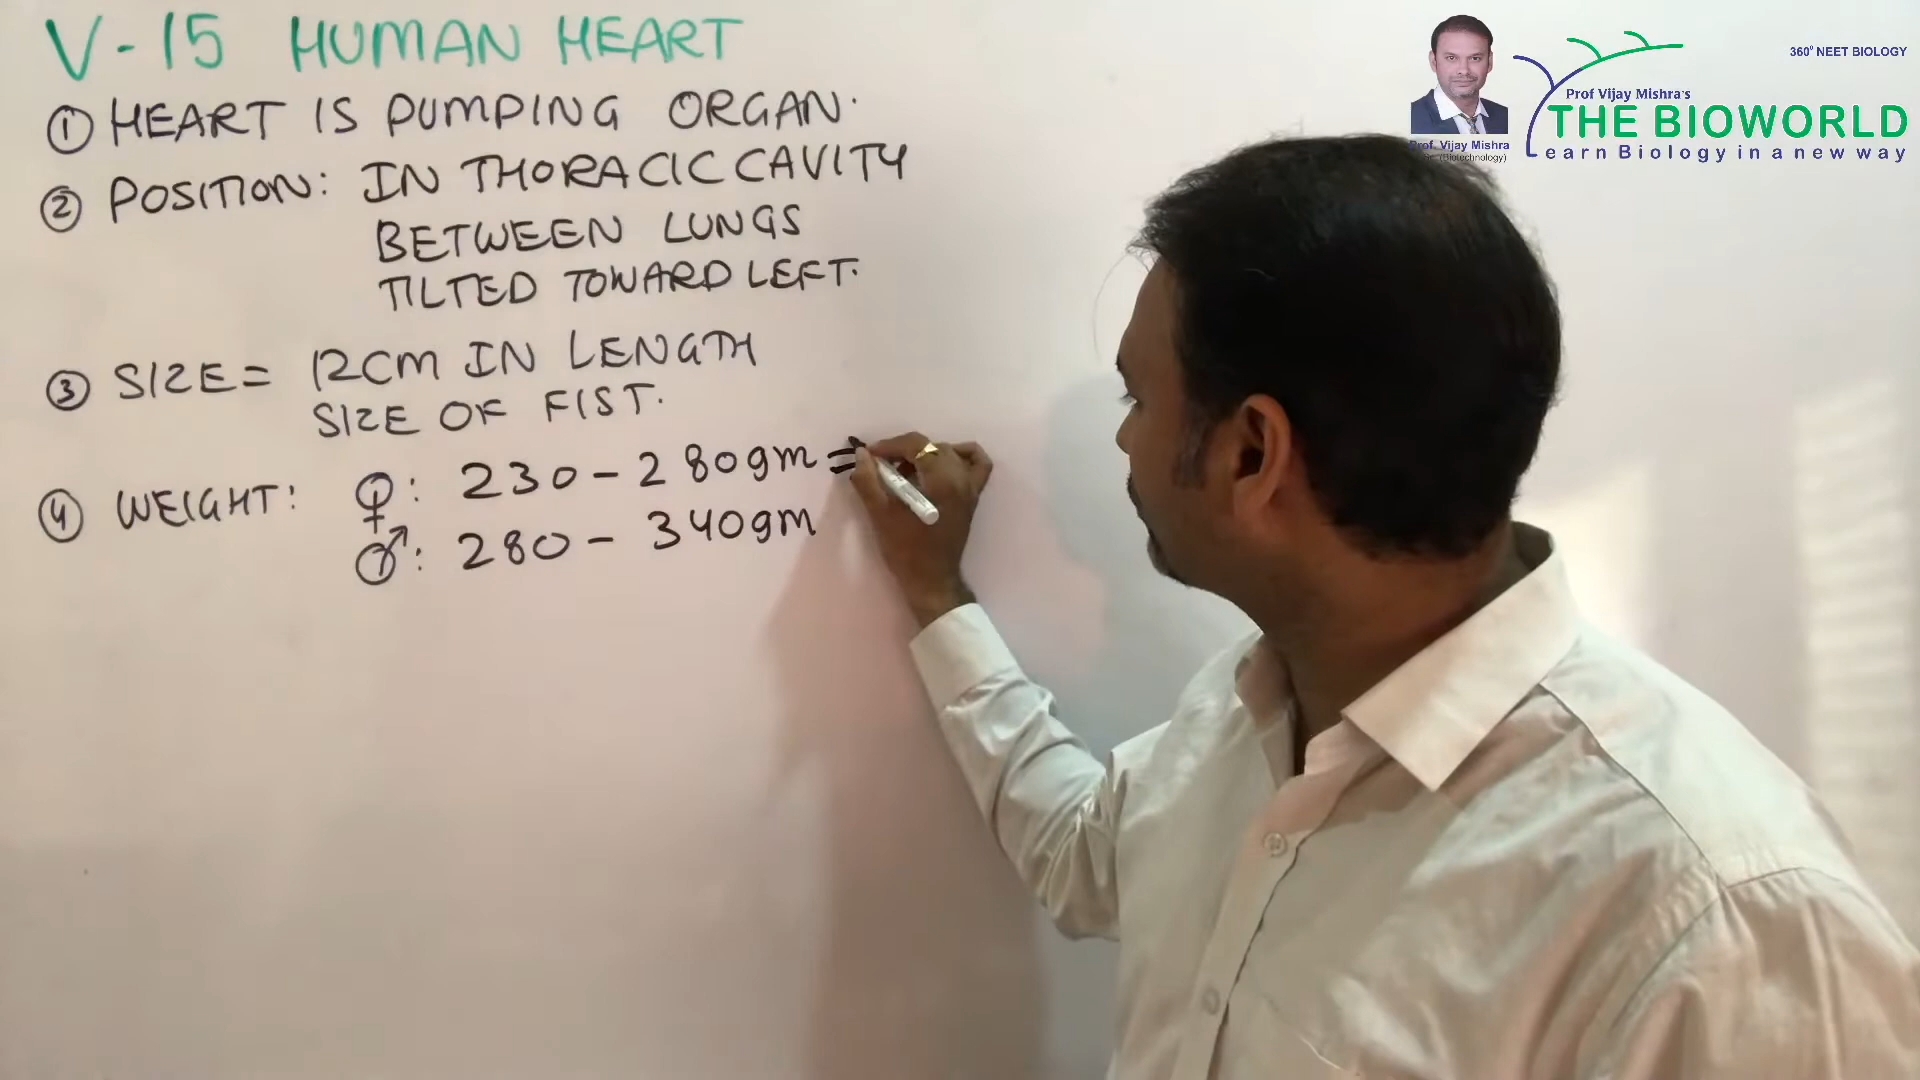 V-15 HUMAN HEART
① HEART IS PUMPING ORGAN.
② POSITION: IN THORACIC CAVITY
BETWEEN LUNGS
TILTED TOWARD LEFT.
③ SIZE = 12CM IN LENGTH
SIZE OF FIST.
④ WEIGHT: ♀: 230-280gm =
♂: 280-340gm
360° NEET BIOLOGY
Prof Vijay Mishra's
THE BIOWORLD
Learn Biology in a new way
Prof. Vijay Mishra
(Biotechnology)